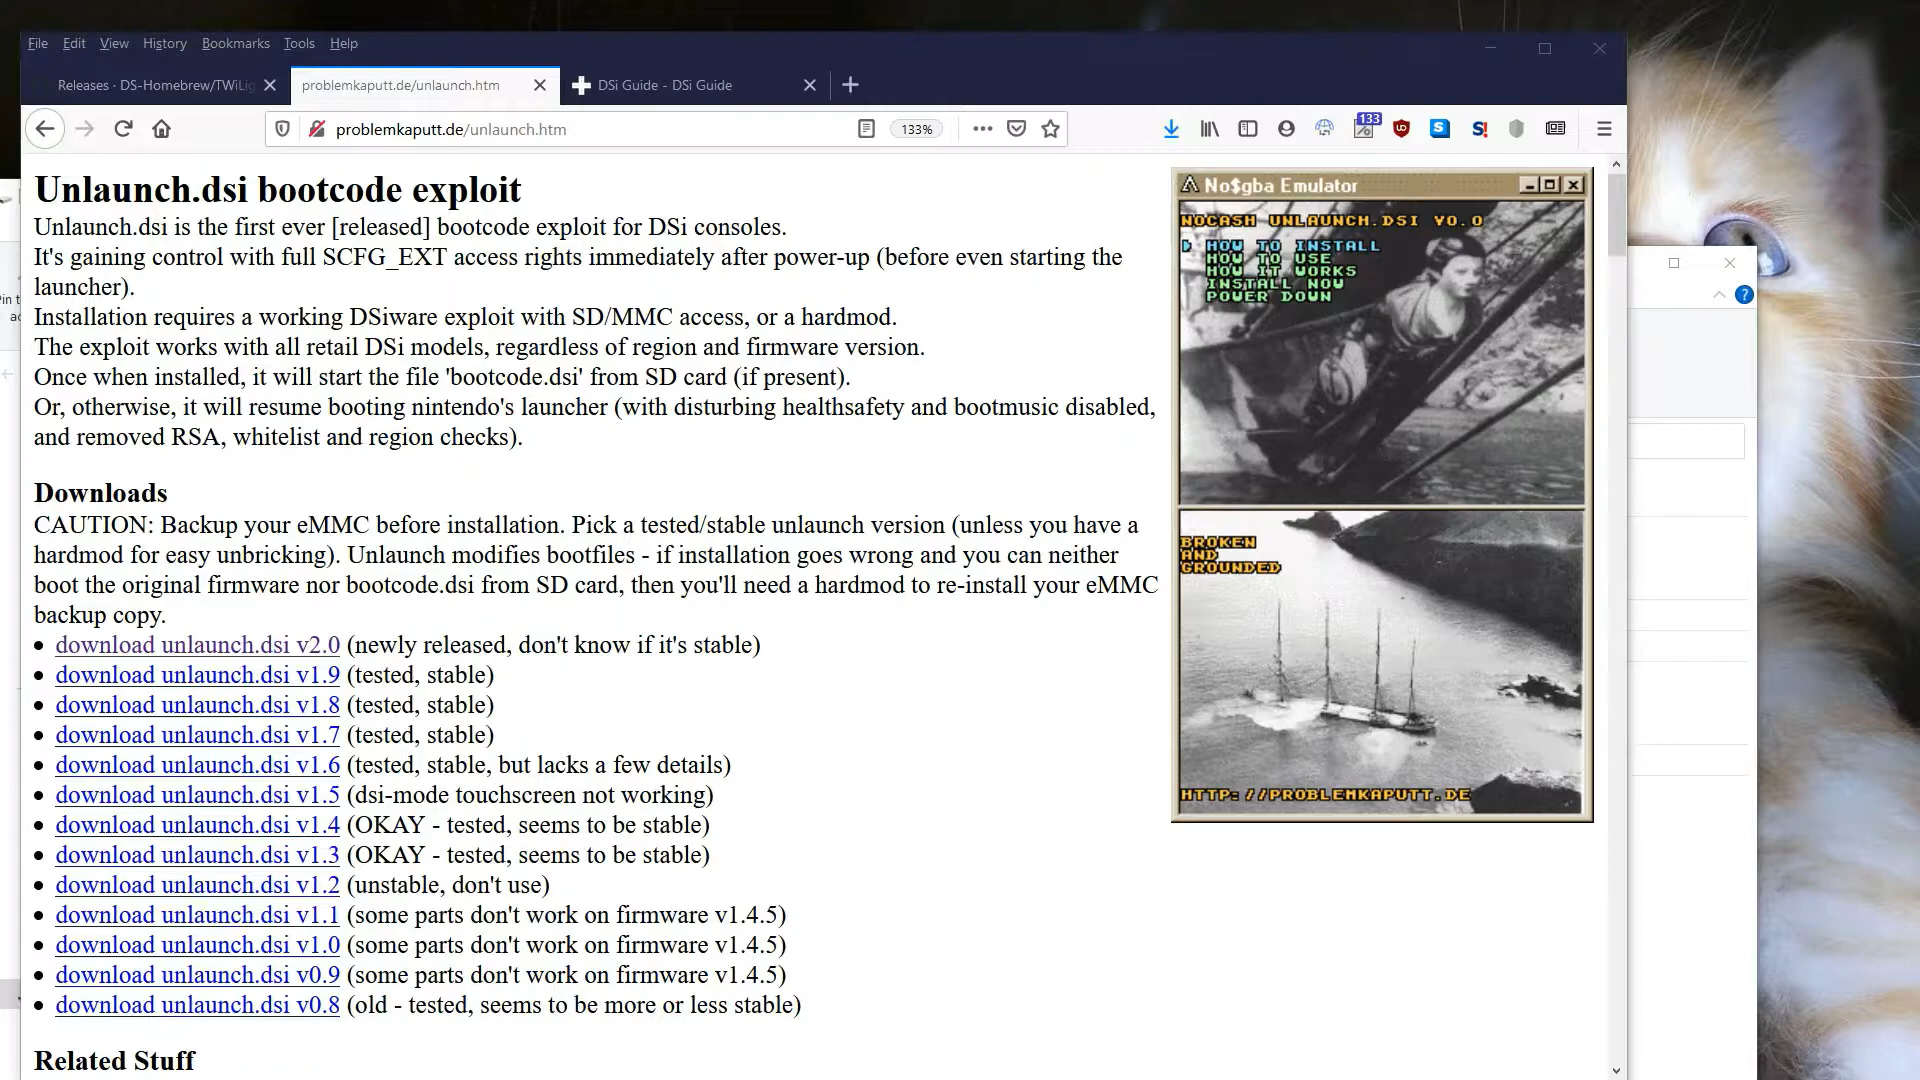 File Edit View History Bookmarks Tools Help
Releases · DS-Homebrew/TWiLig
problemkaputt.de/unlaunch.htm
DSi Guide - DSi Guide
problemkaputt.de/unlaunch.htm
133%
133
Unlaunch.dsi bootcode exploit
Unlaunch.dsi is the first ever [released] bootcode exploit for DSi consoles.
It's gaining control with full SCFG_EXT access rights immediately after power-up (before even starting the
launcher).
Installation requires a working DSiware exploit with SD/MMC access, or a hardmod.
The exploit works with all retail DSi models, regardless of region and firmware version.
Once when installed, it will start the file 'bootcode.dsi' from SD card (if present).
Or, otherwise, it will resume booting nintendo's launcher (with disturbing healthsafety and bootmusic disabled,
and removed RSA, whitelist and region checks).
Downloads
CAUTION: Backup your eMMC before installation. Pick a tested/stable unlaunch version (unless you have a
hardmod for easy unbricking). Unlaunch modifies bootfiles - if installation goes wrong and you can neither
boot the original firmware nor bootcode.dsi from SD card, then you'll need a hardmod to re-install your eMMC
backup copy.
• download unlaunch.dsi v2.0 (newly released, don't know if it's stable)
• download unlaunch.dsi v1.9 (tested, stable)
• download unlaunch.dsi v1.8 (tested, stable)
• download unlaunch.dsi v1.7 (tested, stable)
• download unlaunch.dsi v1.6 (tested, stable, but lacks a few details)
• download unlaunch.dsi v1.5 (dsi-mode touchscreen not working)
• download unlaunch.dsi v1.4 (OKAY - tested, seems to be stable)
• download unlaunch.dsi v1.3 (OKAY - tested, seems to be stable)
• download unlaunch.dsi v1.2 (unstable, don't use)
• download unlaunch.dsi v1.1 (some parts don't work on firmware v1.4.5)
• download unlaunch.dsi v1.0 (some parts don't work on firmware v1.4.5)
• download unlaunch.dsi v0.9 (some parts don't work on firmware v1.4.5)
• download unlaunch.dsi v0.8 (old - tested, seems to be more or less stable)
Related Stuff
No$gba Emulator
NOCASH UNLAUNCH.DSI V0.0
HOW TO INSTALL
HOW TO USE
HOW IT WORKS
INSTALL NOW
POWER DOWN
BROKEN
AND
GROUNDED
HTTP://PROBLEMKAPUTT.DE
Pin t